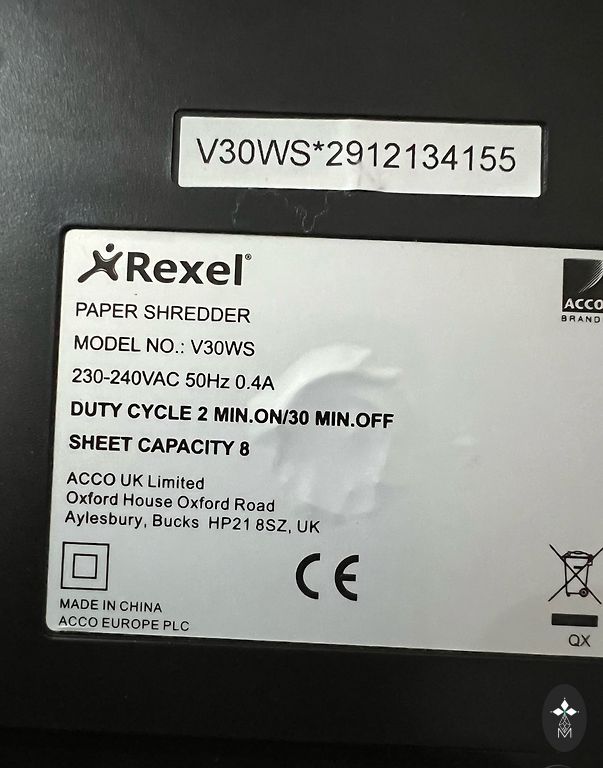 V30WS*2912134155
Rexel®
ACCO
BRAND
PAPER SHREDDER
MODEL NO.: V30WS
230-240VAC 50Hz 0.4A
DUTY CYCLE 2 MIN.ON/30 MIN.OFF
SHEET CAPACITY 8
ACCO UK Limited
Oxford House Oxford Road
Aylesbury, Bucks HP21 8SZ, UK
CE
MADE IN CHINA
ACCO EUROPE PLC
QX
M